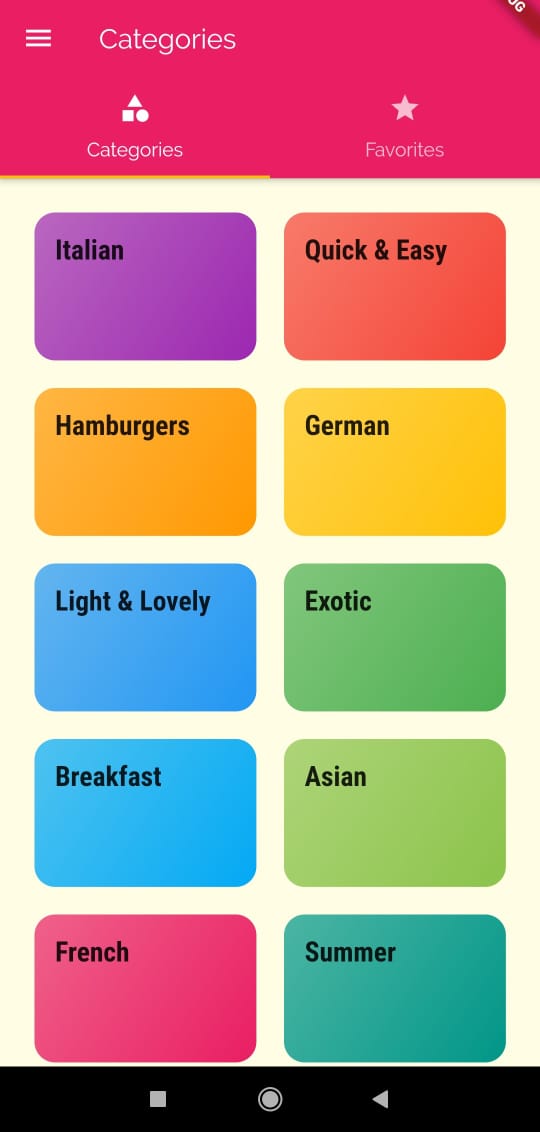 Categories
Categories
Favorites
Italian
Quick & Easy
Hamburgers
German
Light & Lovely
Exotic
Breakfast
Asian
French
Summer